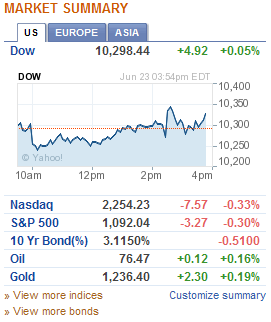 MARKET SUMMARY
US EUROPE ASIA
Dow 10,298.44 +4.92 +0.05%
DOW Jun 23 03:54pm EDT
10,400
10,350
10,300
10,250
10,200
© Yahoo!
10am 12pm 2pm 4pm
Nasdaq 2,254.23 -7.57 -0.33%
S&P 500 1,092.04 -3.27 -0.30%
10 Yr Bond(%) 3.1150% -0.5100
Oil 76.47 +0.12 +0.16%
Gold 1,236.40 +2.30 +0.19%
» View more indices Customize summary
» View more bonds